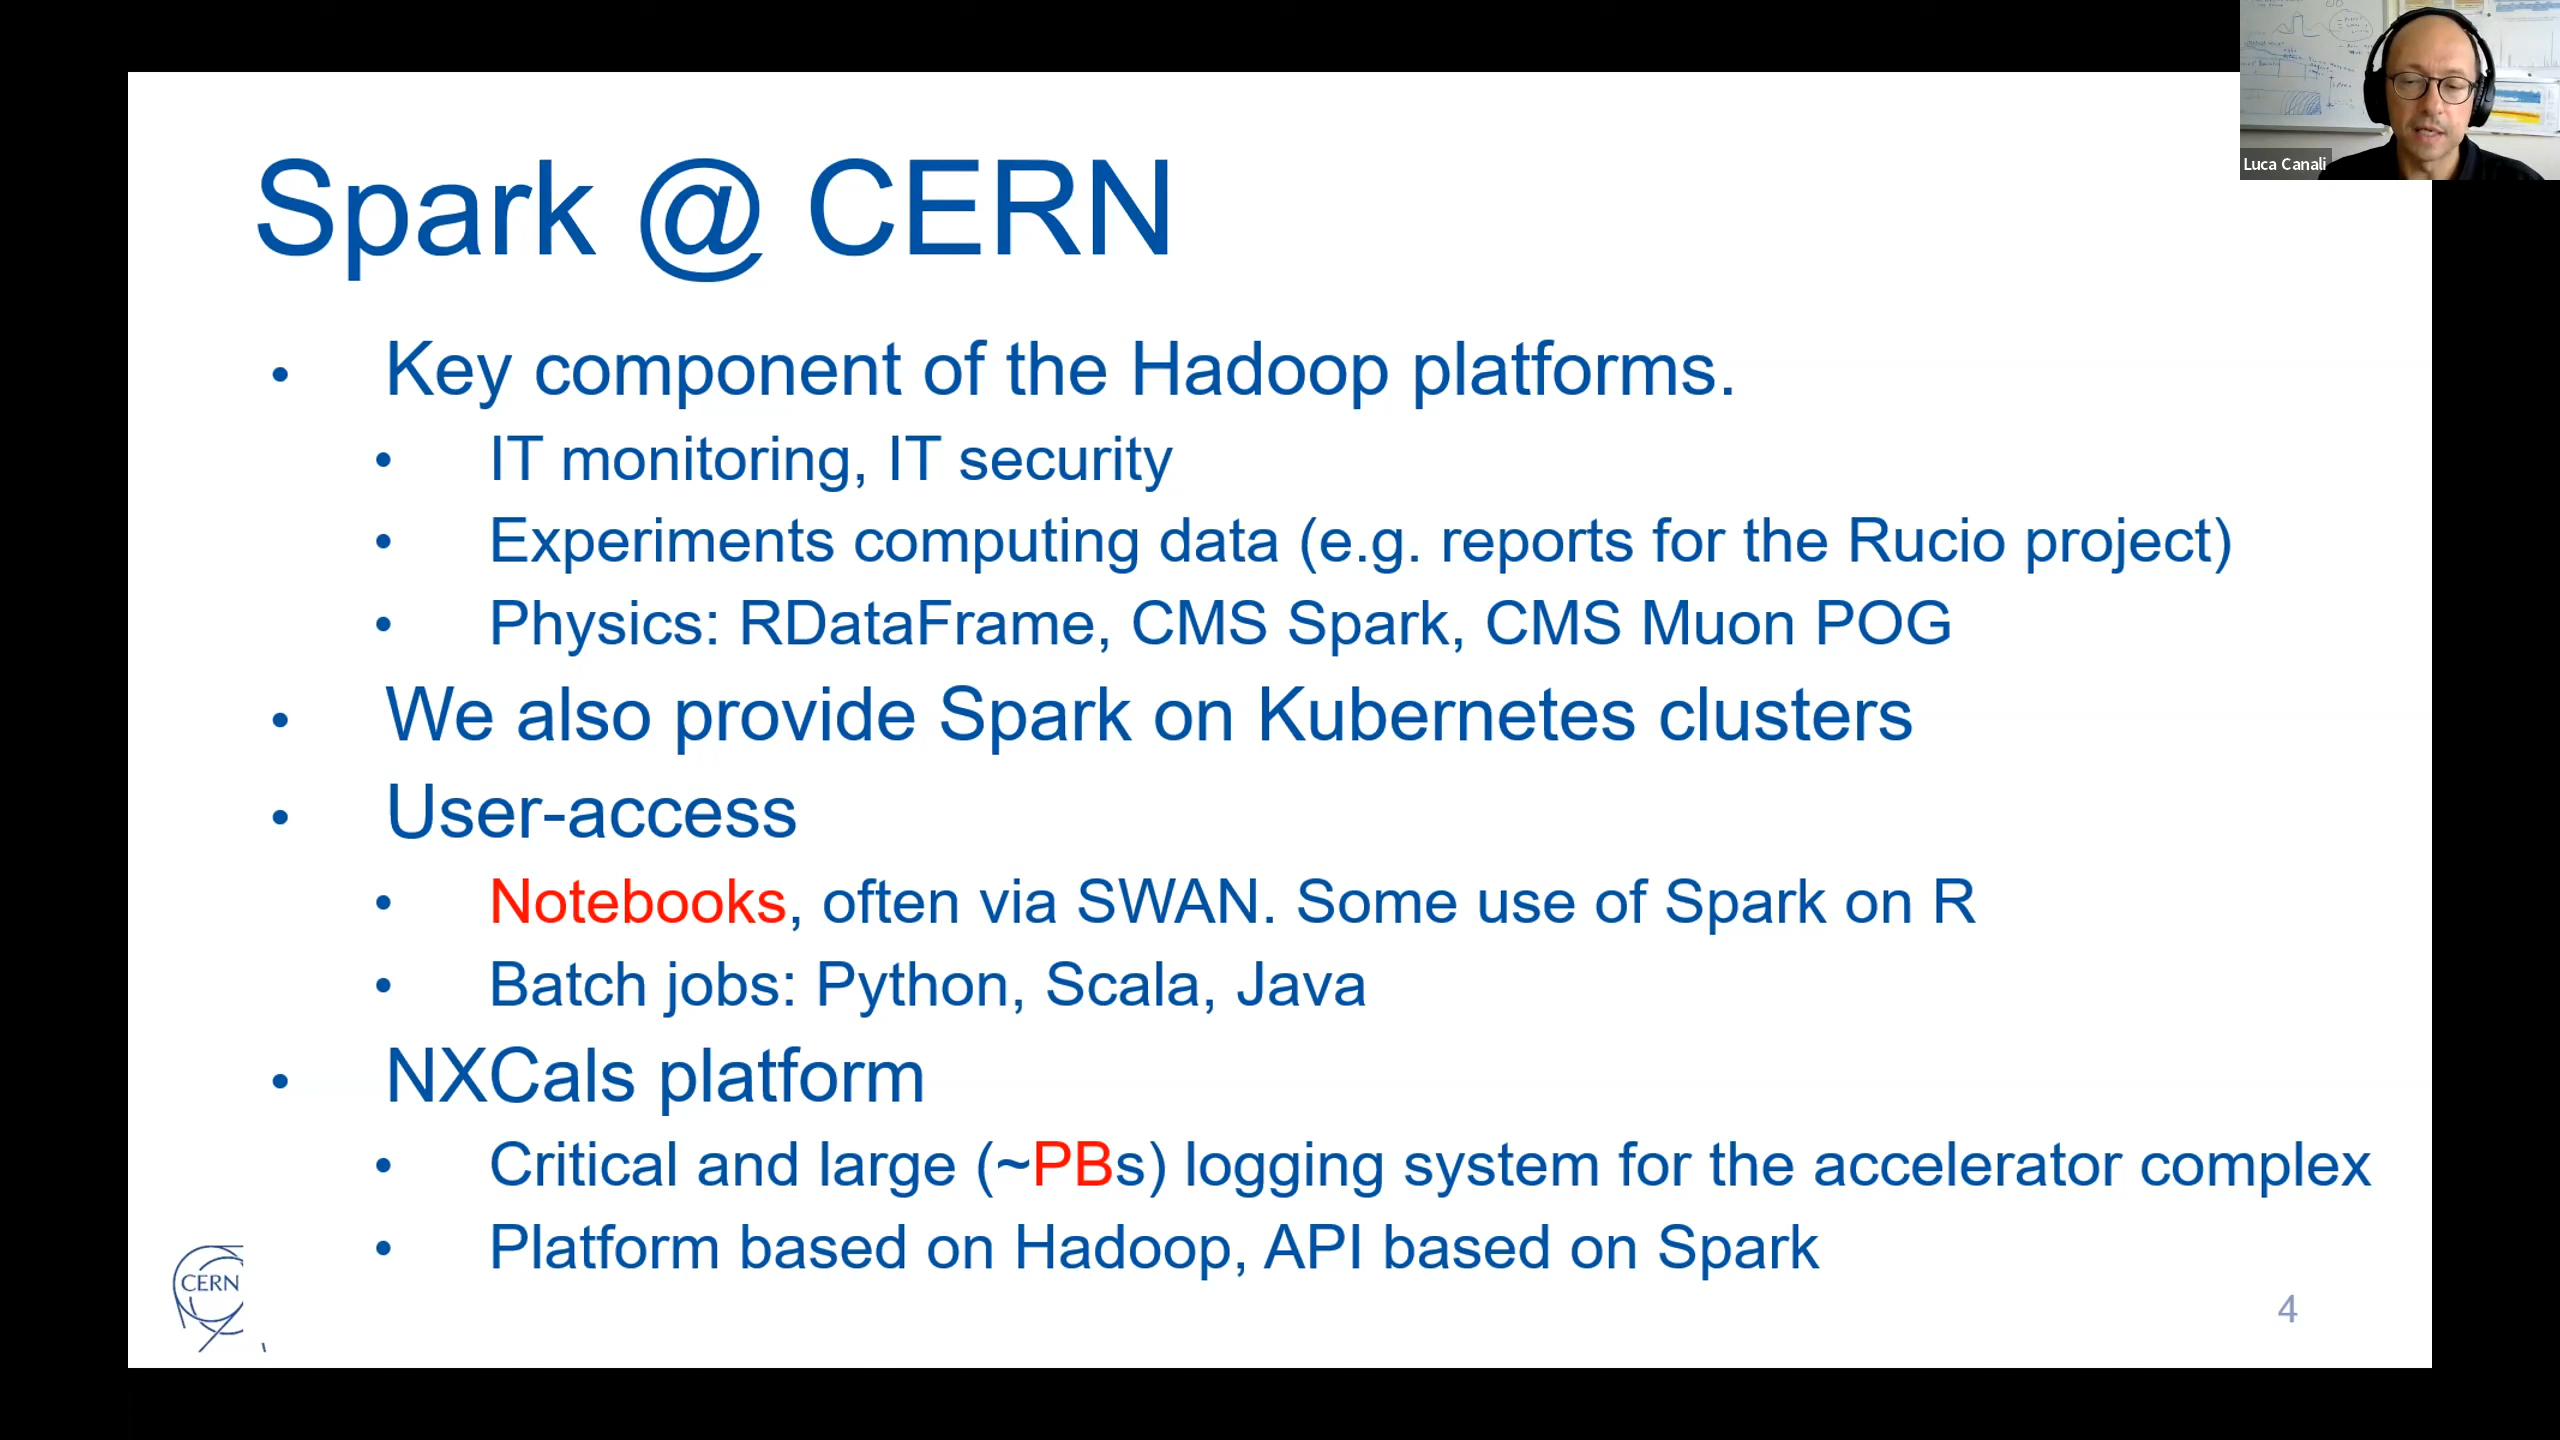 Luca Canali
Spark @ CERN
• Key component of the Hadoop platforms.
• IT monitoring, IT security
• Experiments computing data (e.g. reports for the Rucio project)
• Physics: RDataFrame, CMS Spark, CMS Muon POG
• We also provide Spark on Kubernetes clusters
• User-access
• Notebooks, often via SWAN. Some use of Spark on R
• Batch jobs: Python, Scala, Java
• NXCals platform
• Critical and large (~PBs) logging system for the accelerator complex
• Platform based on Hadoop, API based on Spark
CERN
4